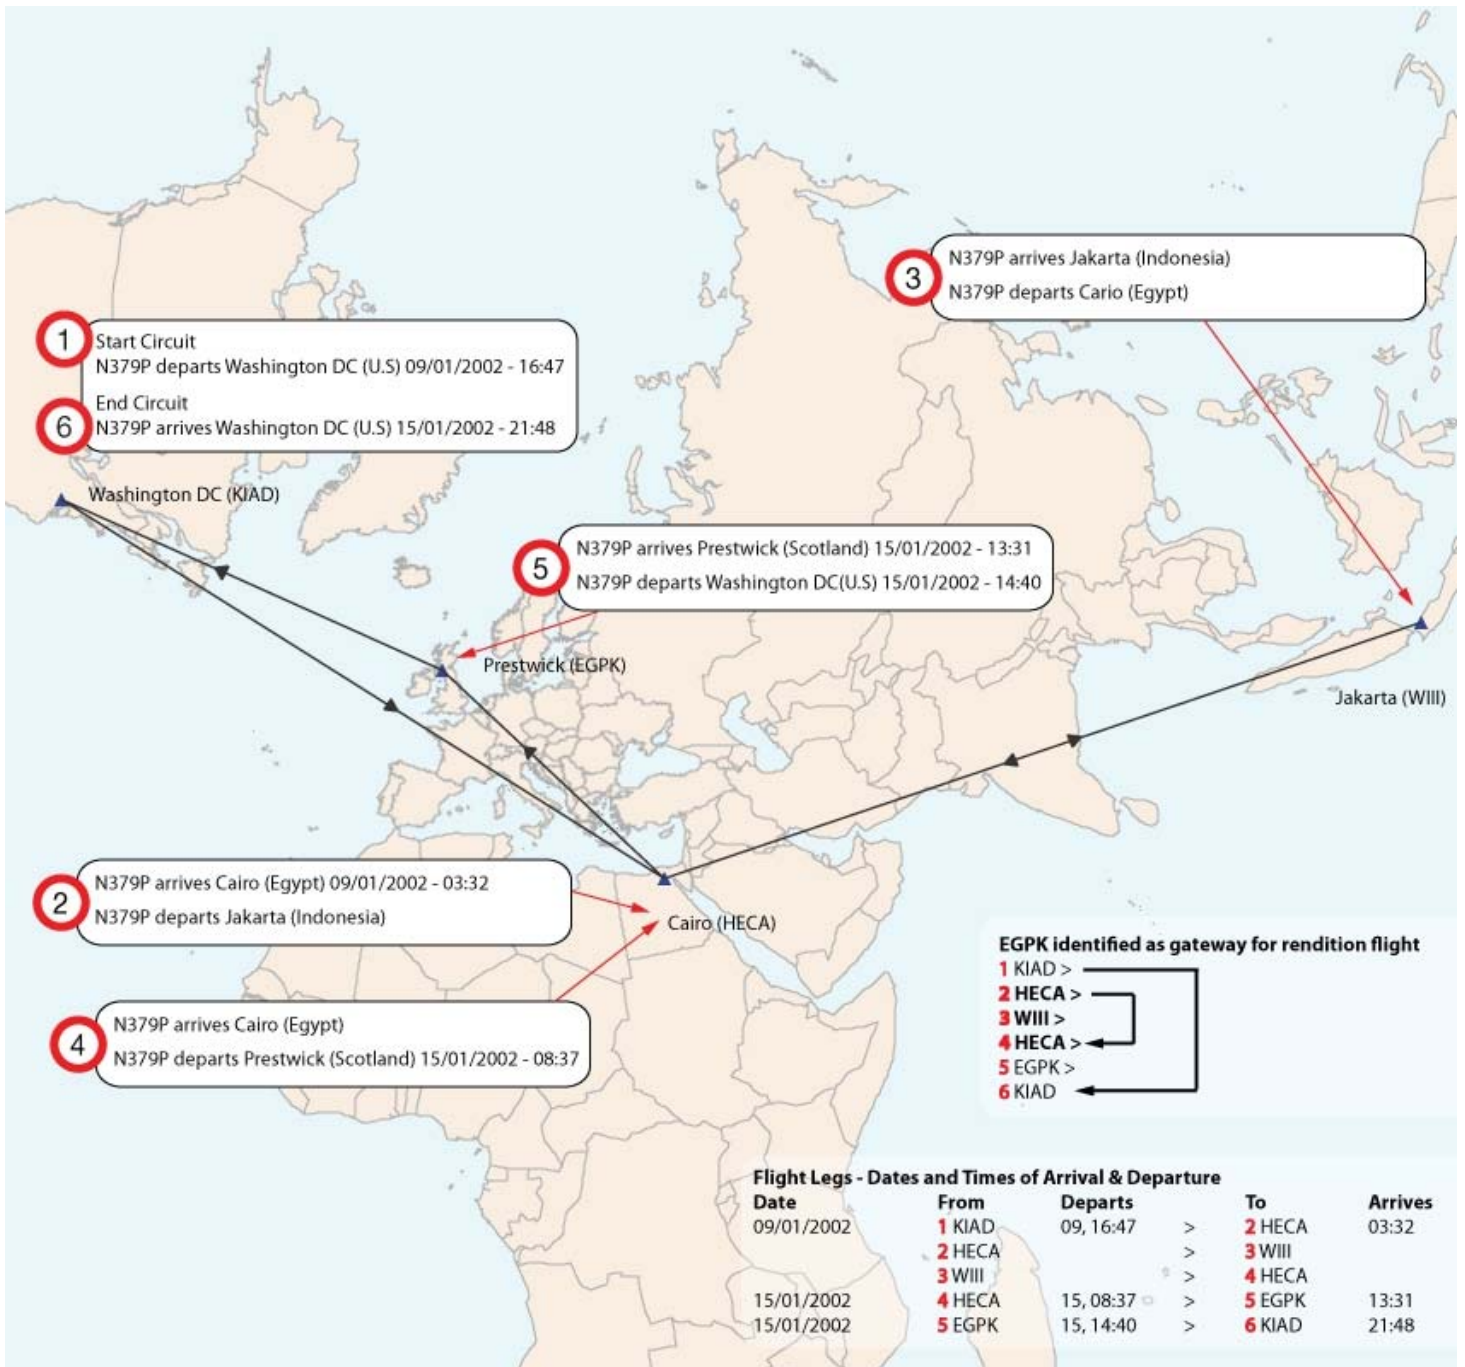 3
N379P arrives Jakarta (Indonesia)
N379P departs Cario (Egypt)
1
Start Circuit
N379P departs Washington DC (U.S) 09/01/2002 - 16:47
End Circuit
6
N379P arrives Washington DC (U.S) 15/01/2002 - 21:48
Washington DC (KIAD)
5
N379P arrives Prestwick (Scotland) 15/01/2002 - 13:31
N379P departs Washington DC(U.S) 15/01/2002 - 14:40
Prestwick (EGPK)
Jakarta (WIII)
2
N379P arrives Cairo (Egypt) 09/01/2002 - 03:32
N379P departs Jakarta (Indonesia)
Cairo (HECA)
4
N379P arrives Cairo (Egypt)
N379P departs Prestwick (Scotland) 15/01/2002 - 08:37
EGPK identified as gateway for rendition flight
1 KIAD >
2 HECA >
3 WIII >
4 HECA >
5 EGPK >
6 KIAD
Flight Legs - Dates and Times of Arrival & Departure
Date From Departs To Arrives
09/01/2002 1 KIAD 09, 16:47 > 2 HECA 03:32
2 HECA > 3 WIII
3 WIII > 4 HECA
15/01/2002 4 HECA 15, 08:37 > 5 EGPK 13:31
15/01/2002 5 EGPK 15, 14:40 > 6 KIAD 21:48